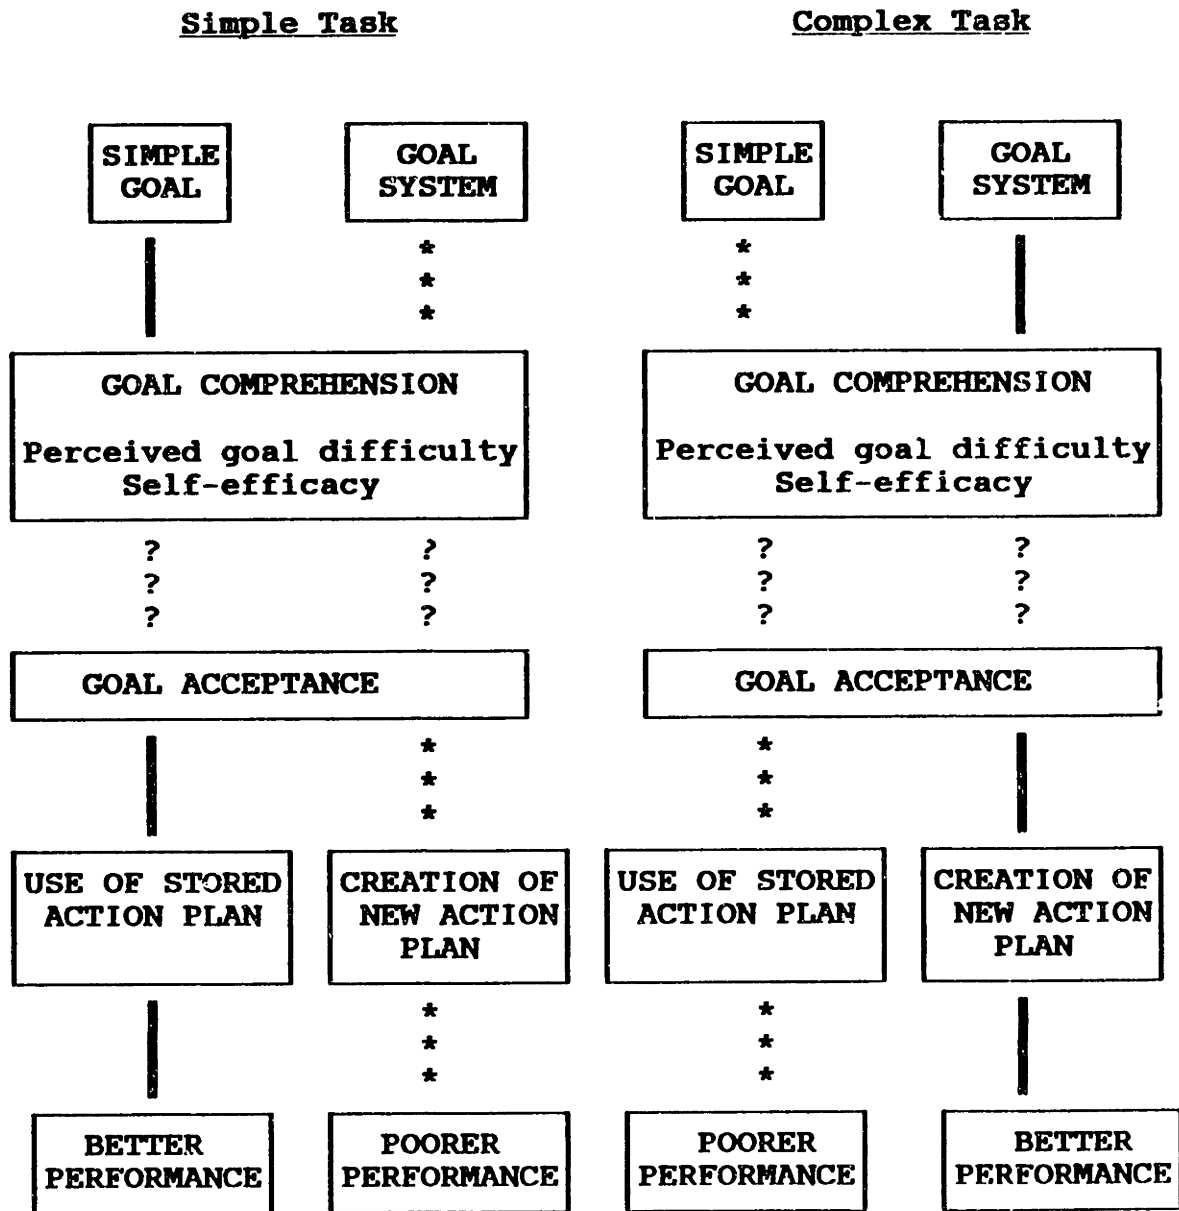 Simple Task
Complex Task
SIMPLE
GOAL
GOAL
SYSTEM
SIMPLE
GOAL
GOAL
SYSTEM
*
*
*
*
*
*
GOAL COMPREHENSION
Perceived goal difficulty
Self-efficacy
GOAL COMPREHENSION
Perceived goal difficulty
Self-efficacy
? ?
? ?
? ?
? ?
? ?
? ?
GOAL ACCEPTANCE
GOAL ACCEPTANCE
*
*
*
*
*
*
USE OF STORED
ACTION PLAN
CREATION OF
NEW ACTION
PLAN
USE OF STORED
ACTION PLAN
CREATION OF
NEW ACTION
PLAN
*
*
*
*
*
*
BETTER
PERFORMANCE
POORER
PERFORMANCE
POORER
PERFORMANCE
BETTER
PERFORMANCE